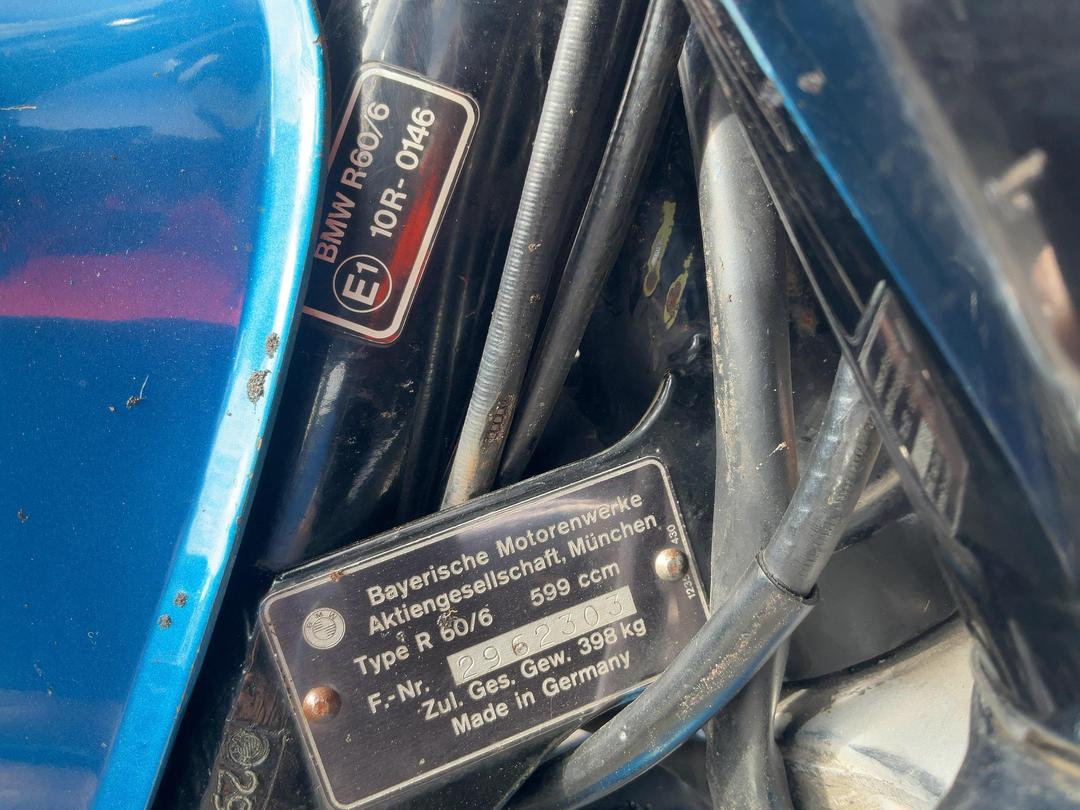 BMW R60/6
10R-0146
E1
Bayerische Motorenwerke
Aktiengesellschaft, München
Type R 60/6 599 ccm
F.-Nr. 2962303
Zul. Ges. Gew. 398 kg
Made in Germany
BMW